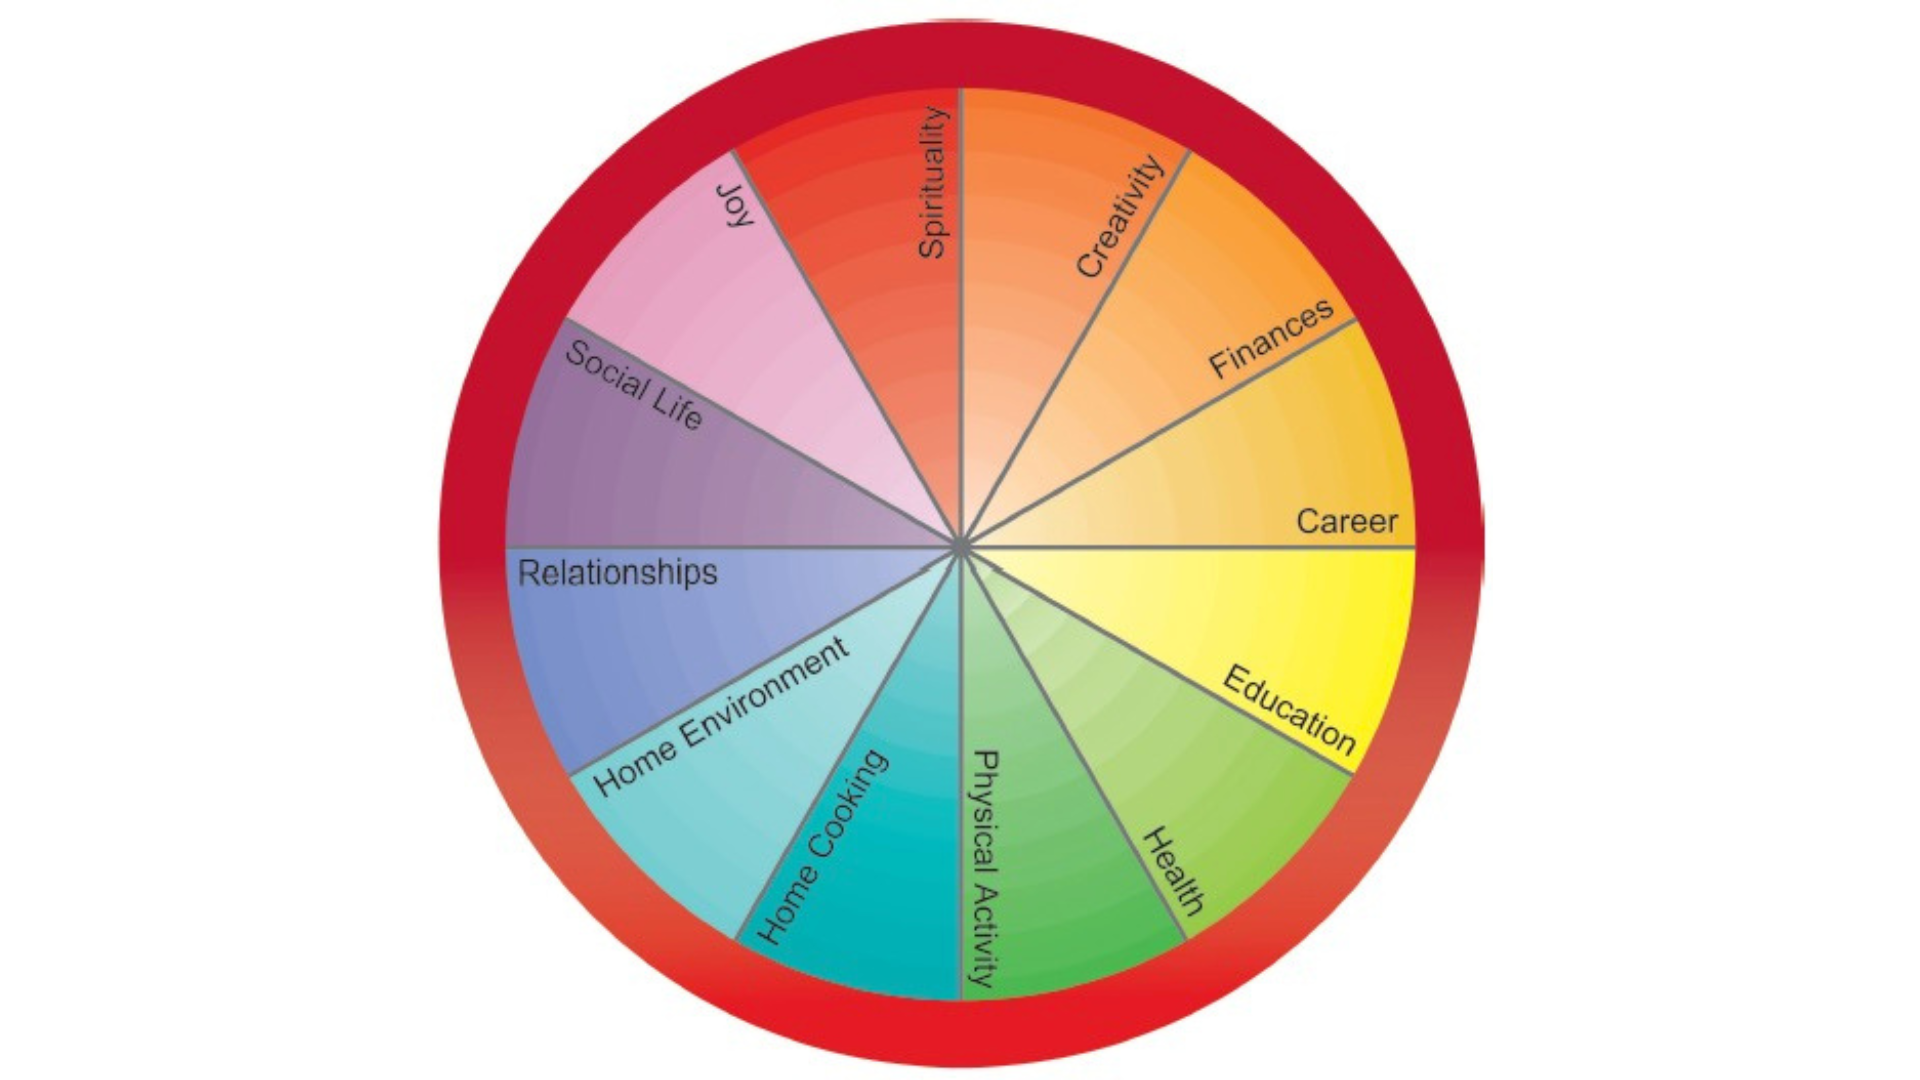 Spirituality
Creativity
Finances
Career
Education
Health
Physical Activity
Home Cooking
Home Environment
Relationships
Social Life
Joy